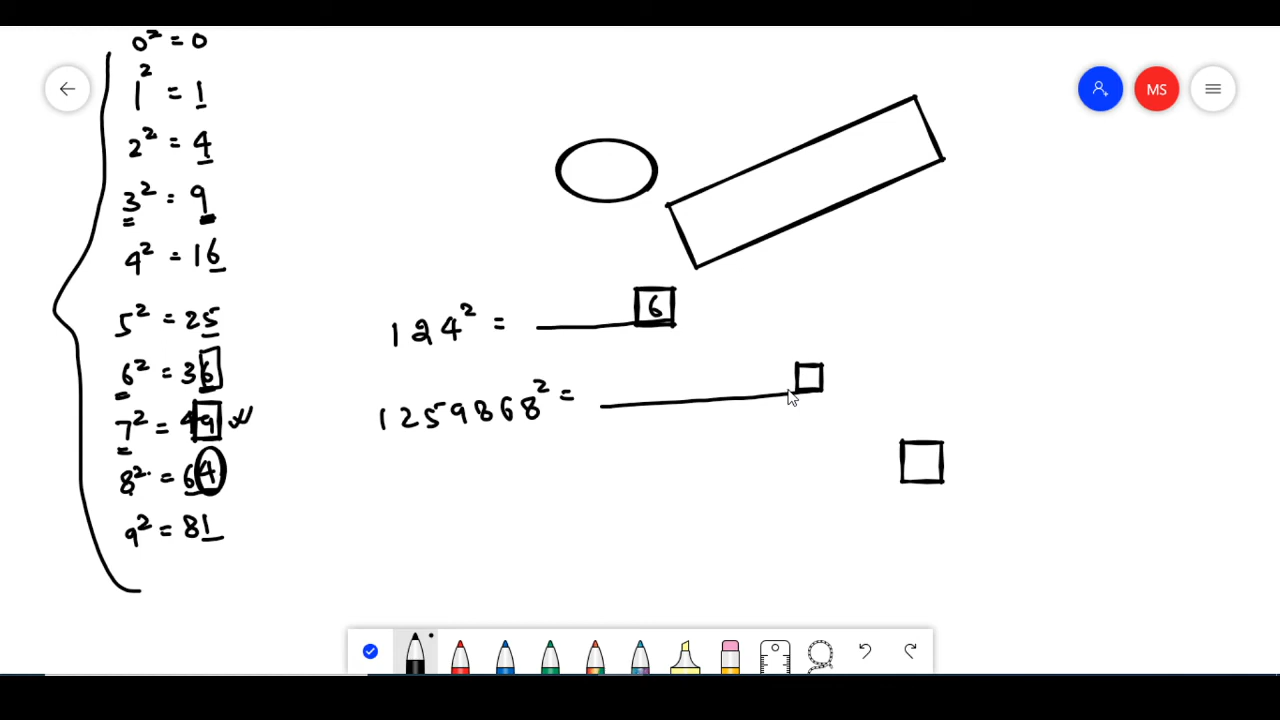 0² = 0
1² = 1
2² = 4
3² = 9
4² = 16
5² = 25
6² = 36
7² = 49
8² = 64
9² = 81
MS
124² = 6
1259868² =